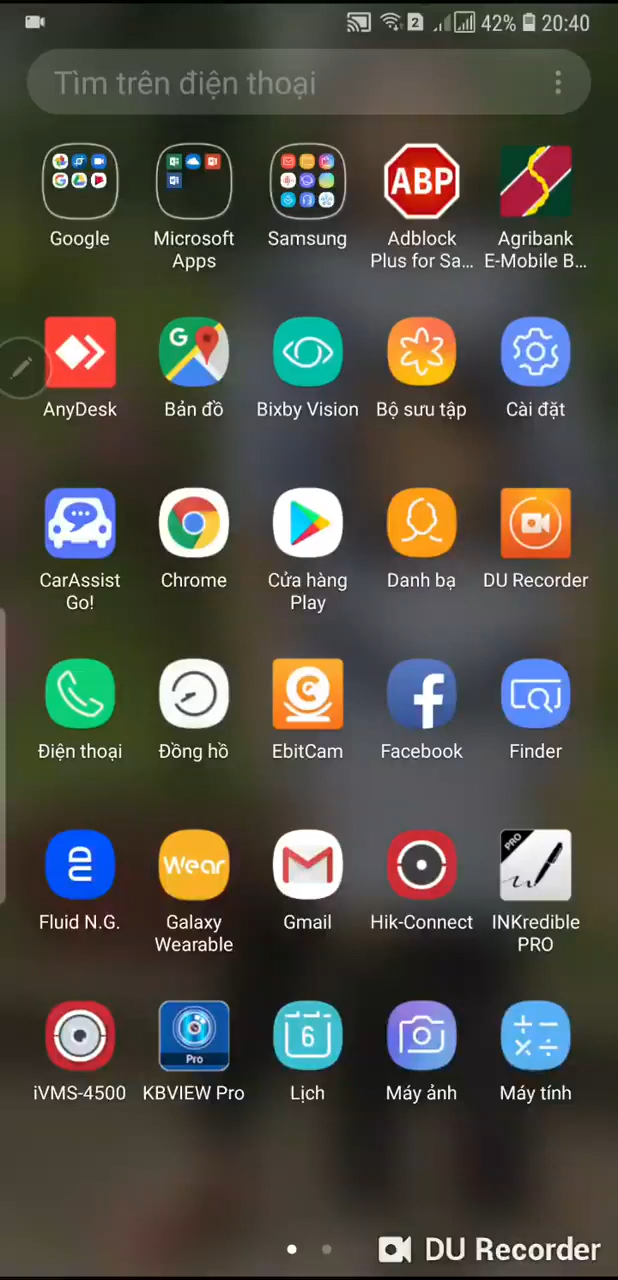 2 42% 20:40
Tìm trên điện thoại
Google
Microsoft
Apps
Samsung
ABP
Adblock
Plus for Sa...
Agribank
E-Mobile B...
AnyDesk
G
Bản đồ
Bixby Vision
Bộ sưu tập
Cài đặt
CarAssist
Go!
Chrome
Cửa hàng
Play
Danh bạ
DU Recorder
Điện thoại
Đồng hồ
EbitCam
Facebook
Finder
Fluid N.G.
Wear
Galaxy
Wearable
Gmail
Hik-Connect
PRO
INKredible
PRO
iVMS-4500
Pro
KBVIEW Pro
6
Lịch
Máy ảnh
Máy tính
DU Recorder